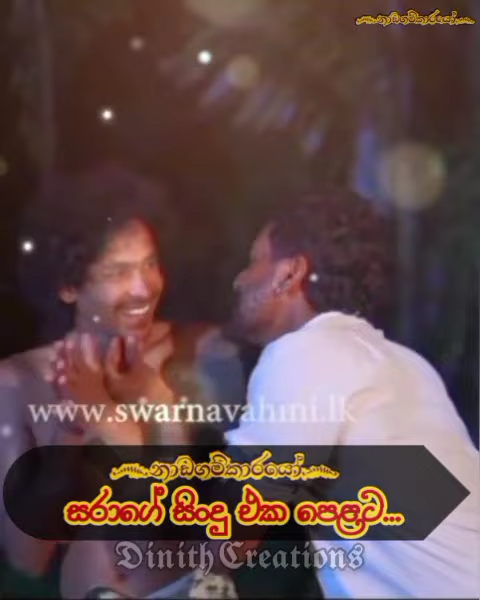 නාඩගම්කාරයෝ
www.swarnavahini.lk
නාඩගම්කාරයෝ
සරාගේ සිංදු එක පෙළට...
Dinith Creations